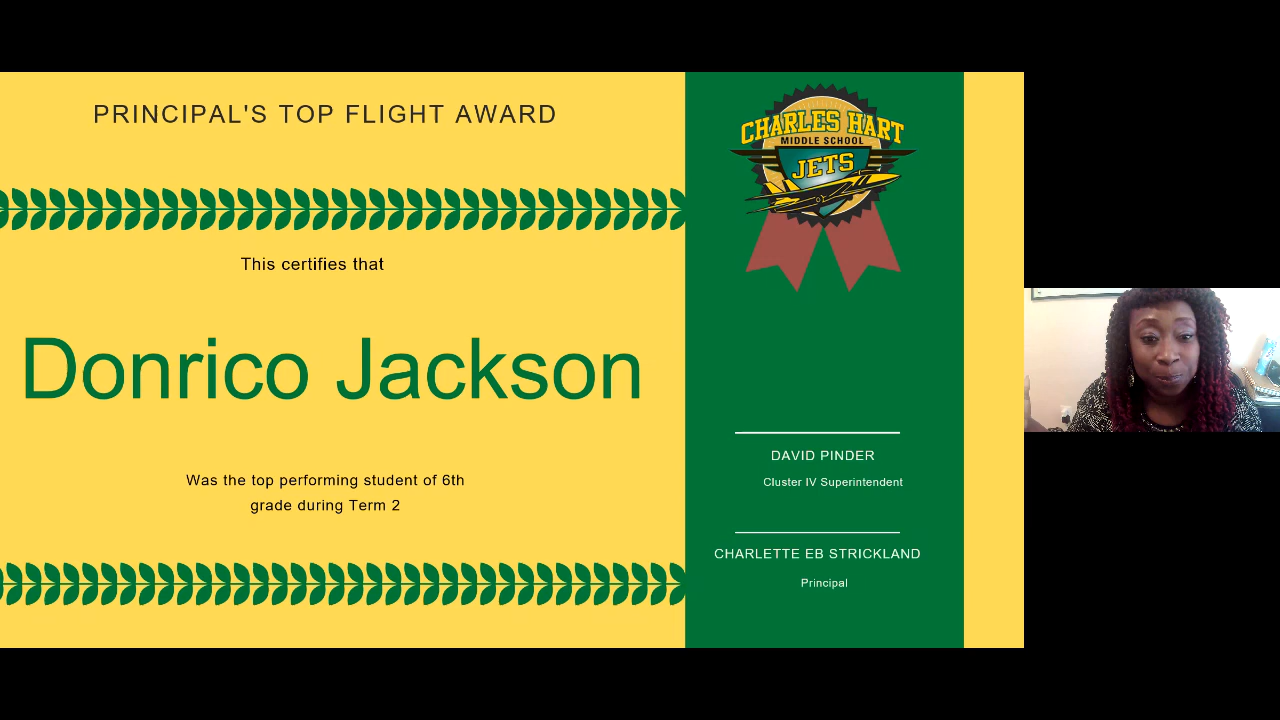 PRINCIPAL'S TOP FLIGHT AWARD
This certifies that
Donrico Jackson
Was the top performing student of 6th
grade during Term 2
CHARLES HART
MIDDLE SCHOOL
JETS
DAVID PINDER
Cluster IV Superintendent
CHARLETTE EB STRICKLAND
Principal